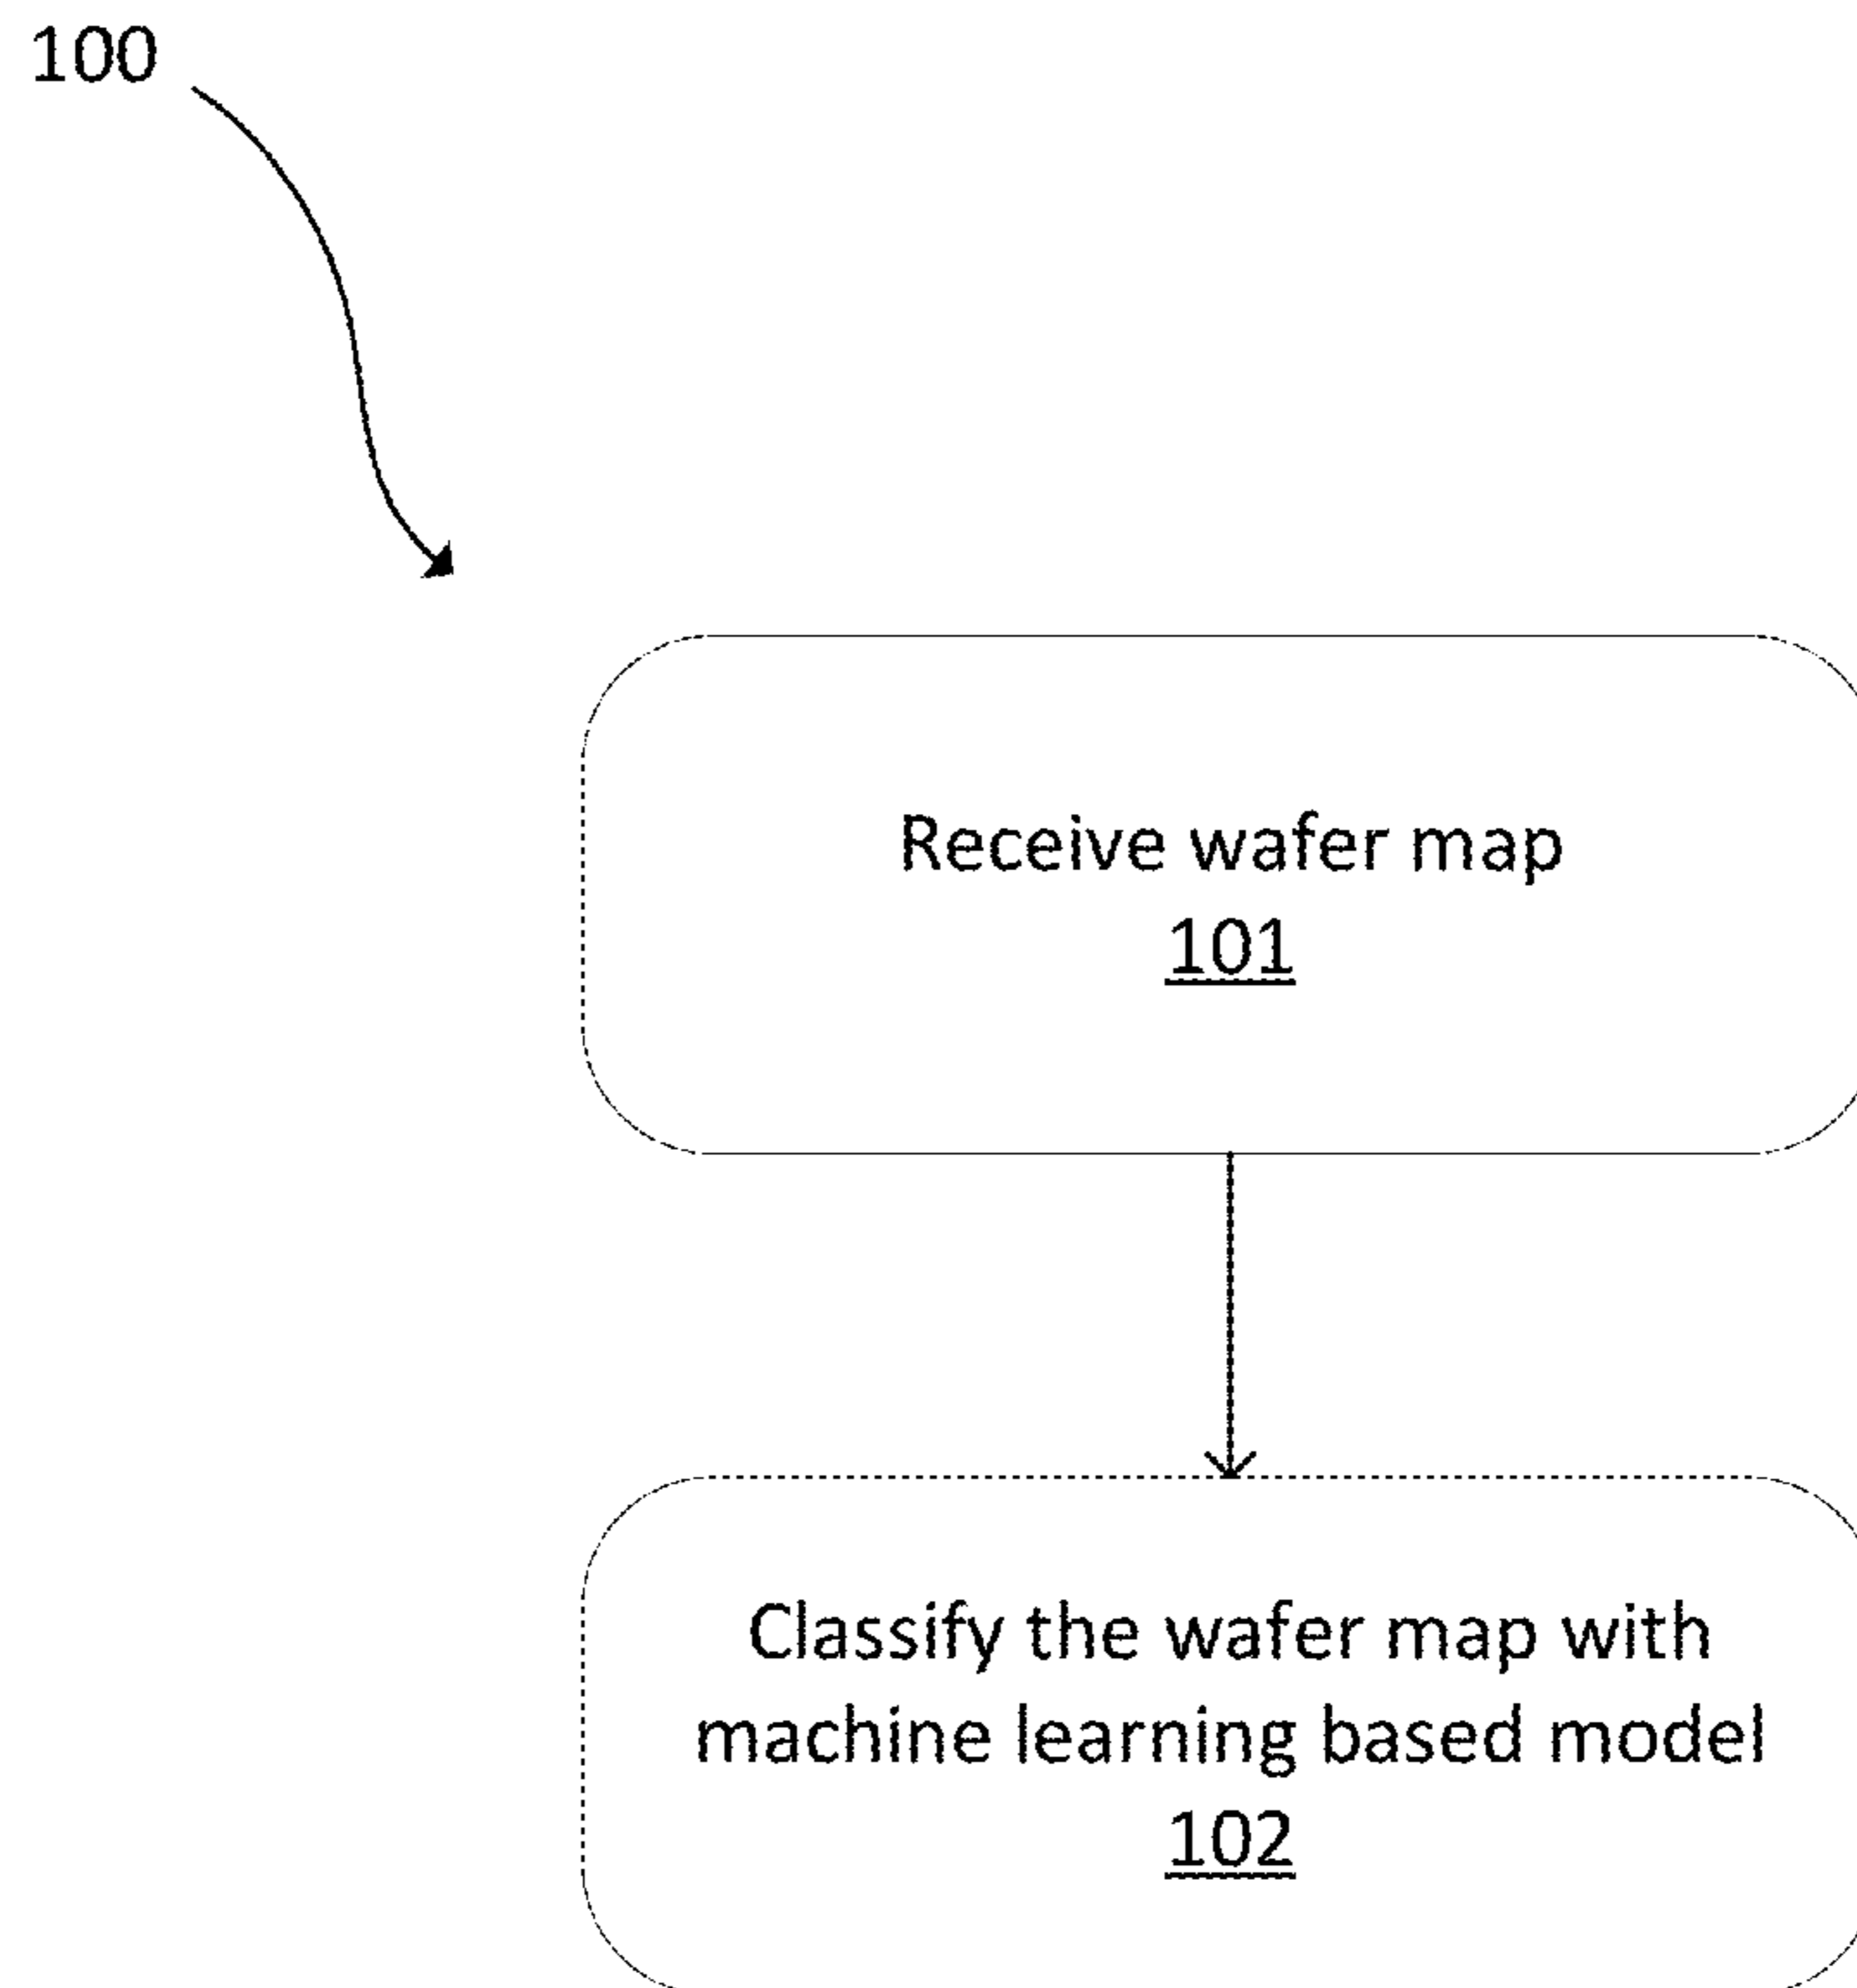 100
Receive wafer map
101
Classify the wafer map with
machine learning based model
102